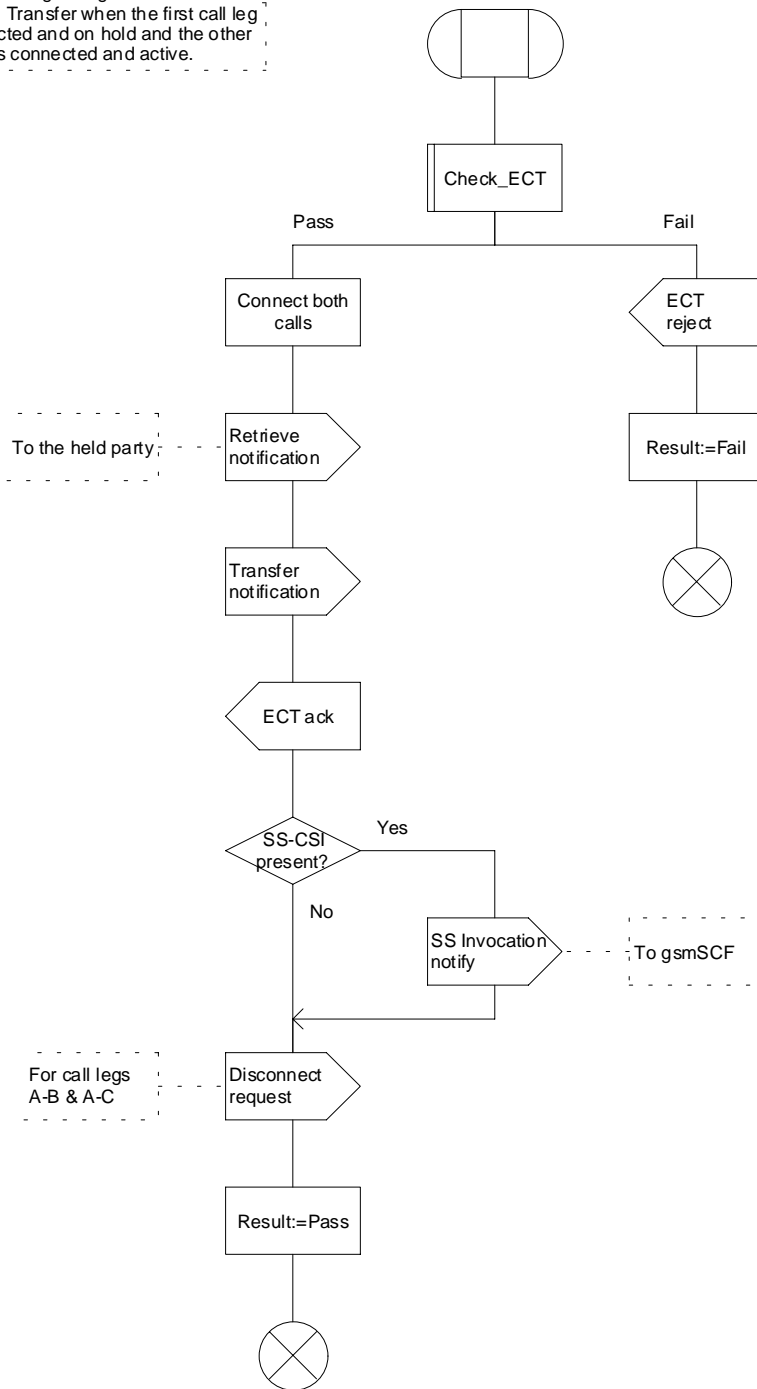 Transfer when the first call leg
cted and on hold and the other
s connected and active.
Check_ECT
Pass
Fail
Connect both
calls
ECT
reject
To the held party
Retrieve
notification
Result:=Fail
Transfer
notification
ECT ack
SS-CSI
present?
Yes
No
SS Invocation
notify
To gsmSCF
For call legs
A-B & A-C
Disconnect
request
Result:=Pass